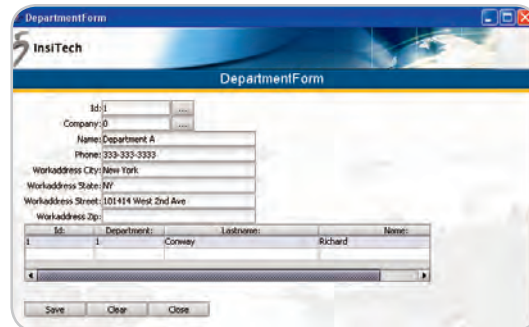 DepartmentForm
InsiTech
DepartmentForm
Id: 1 ...
Company: 0 ...
Name: Department A
Phone: 333-333-3333
Workaddress City: New York
Workaddress State: NY
Workaddress Street: 101414 West 2nd Ave
Workaddress Zip:
Id: Department: Lastname: Name:
1 1 Conway Richard
Save Clear Close